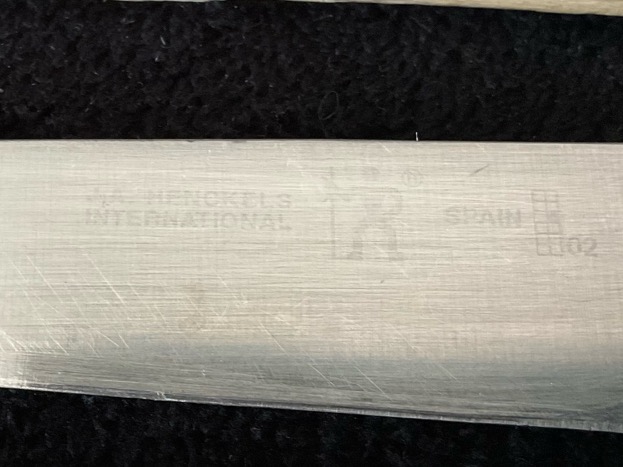 J.A. HENCKELS
INTERNATIONAL
®
SPAIN
02